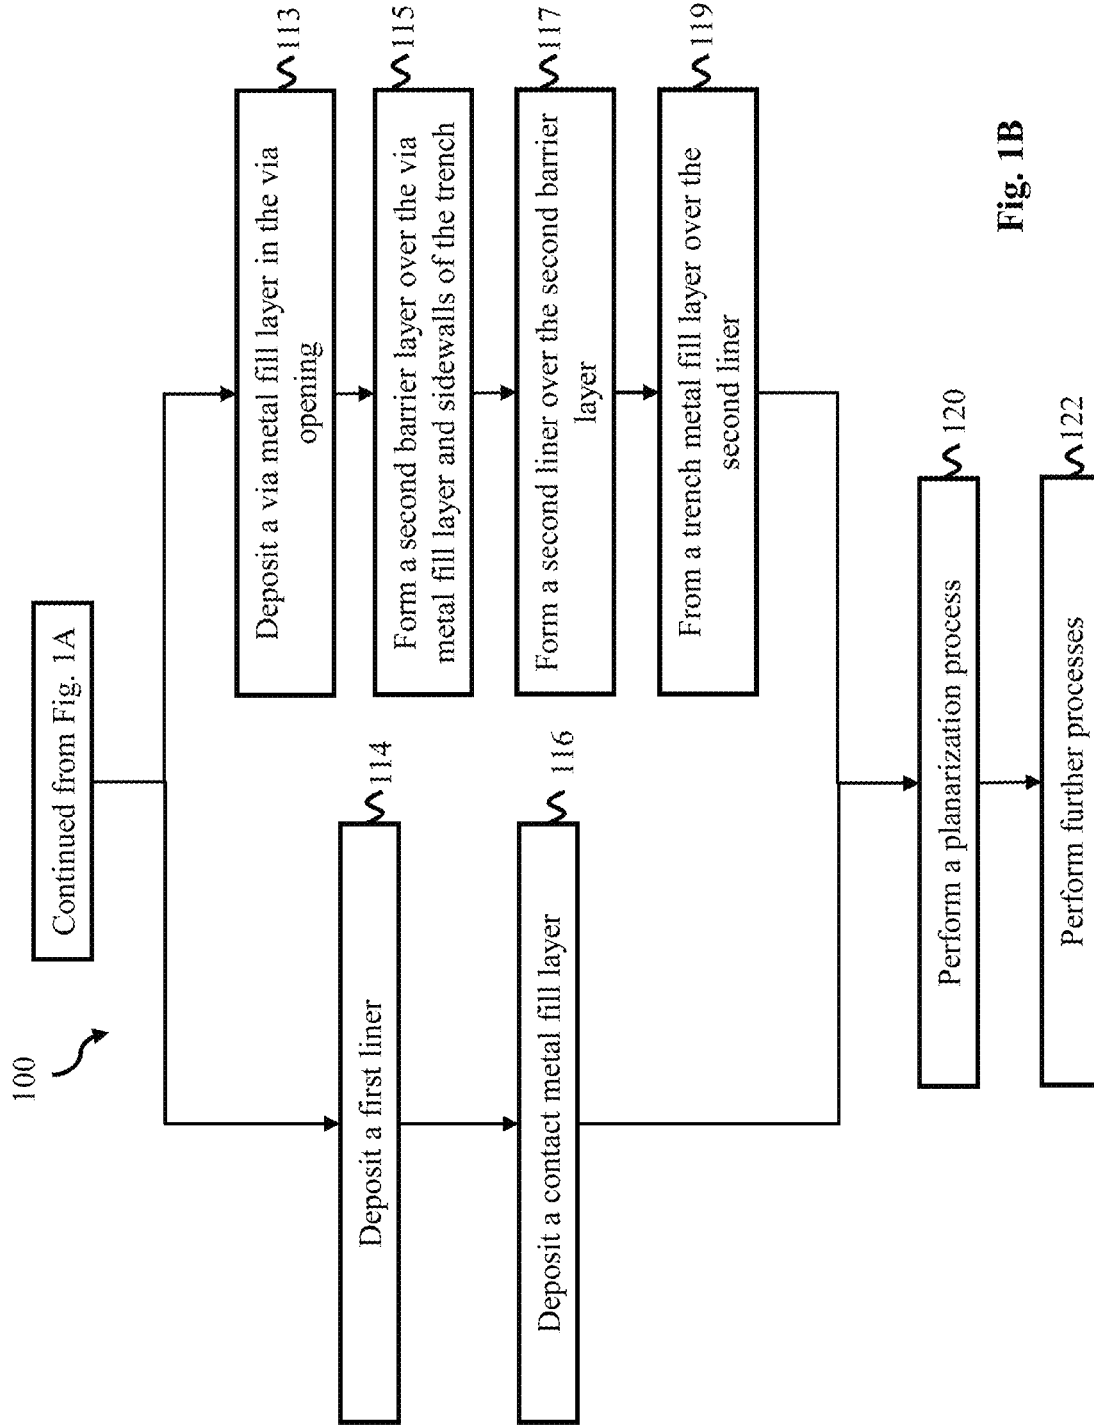 100
Continued from Fig. 1A
Deposit a first liner
114
Deposit a contact metal fill layer
116
Deposit a via metal fill layer in the via
opening
113
Form a second barrier layer over the via
metal fill layer and sidewalls of the trench
115
Form a second liner over the second barrier
layer
117
From a trench metal fill layer over the
second liner
119
Perform a planarization process
120
Perform further processes
122
Fig. 1B